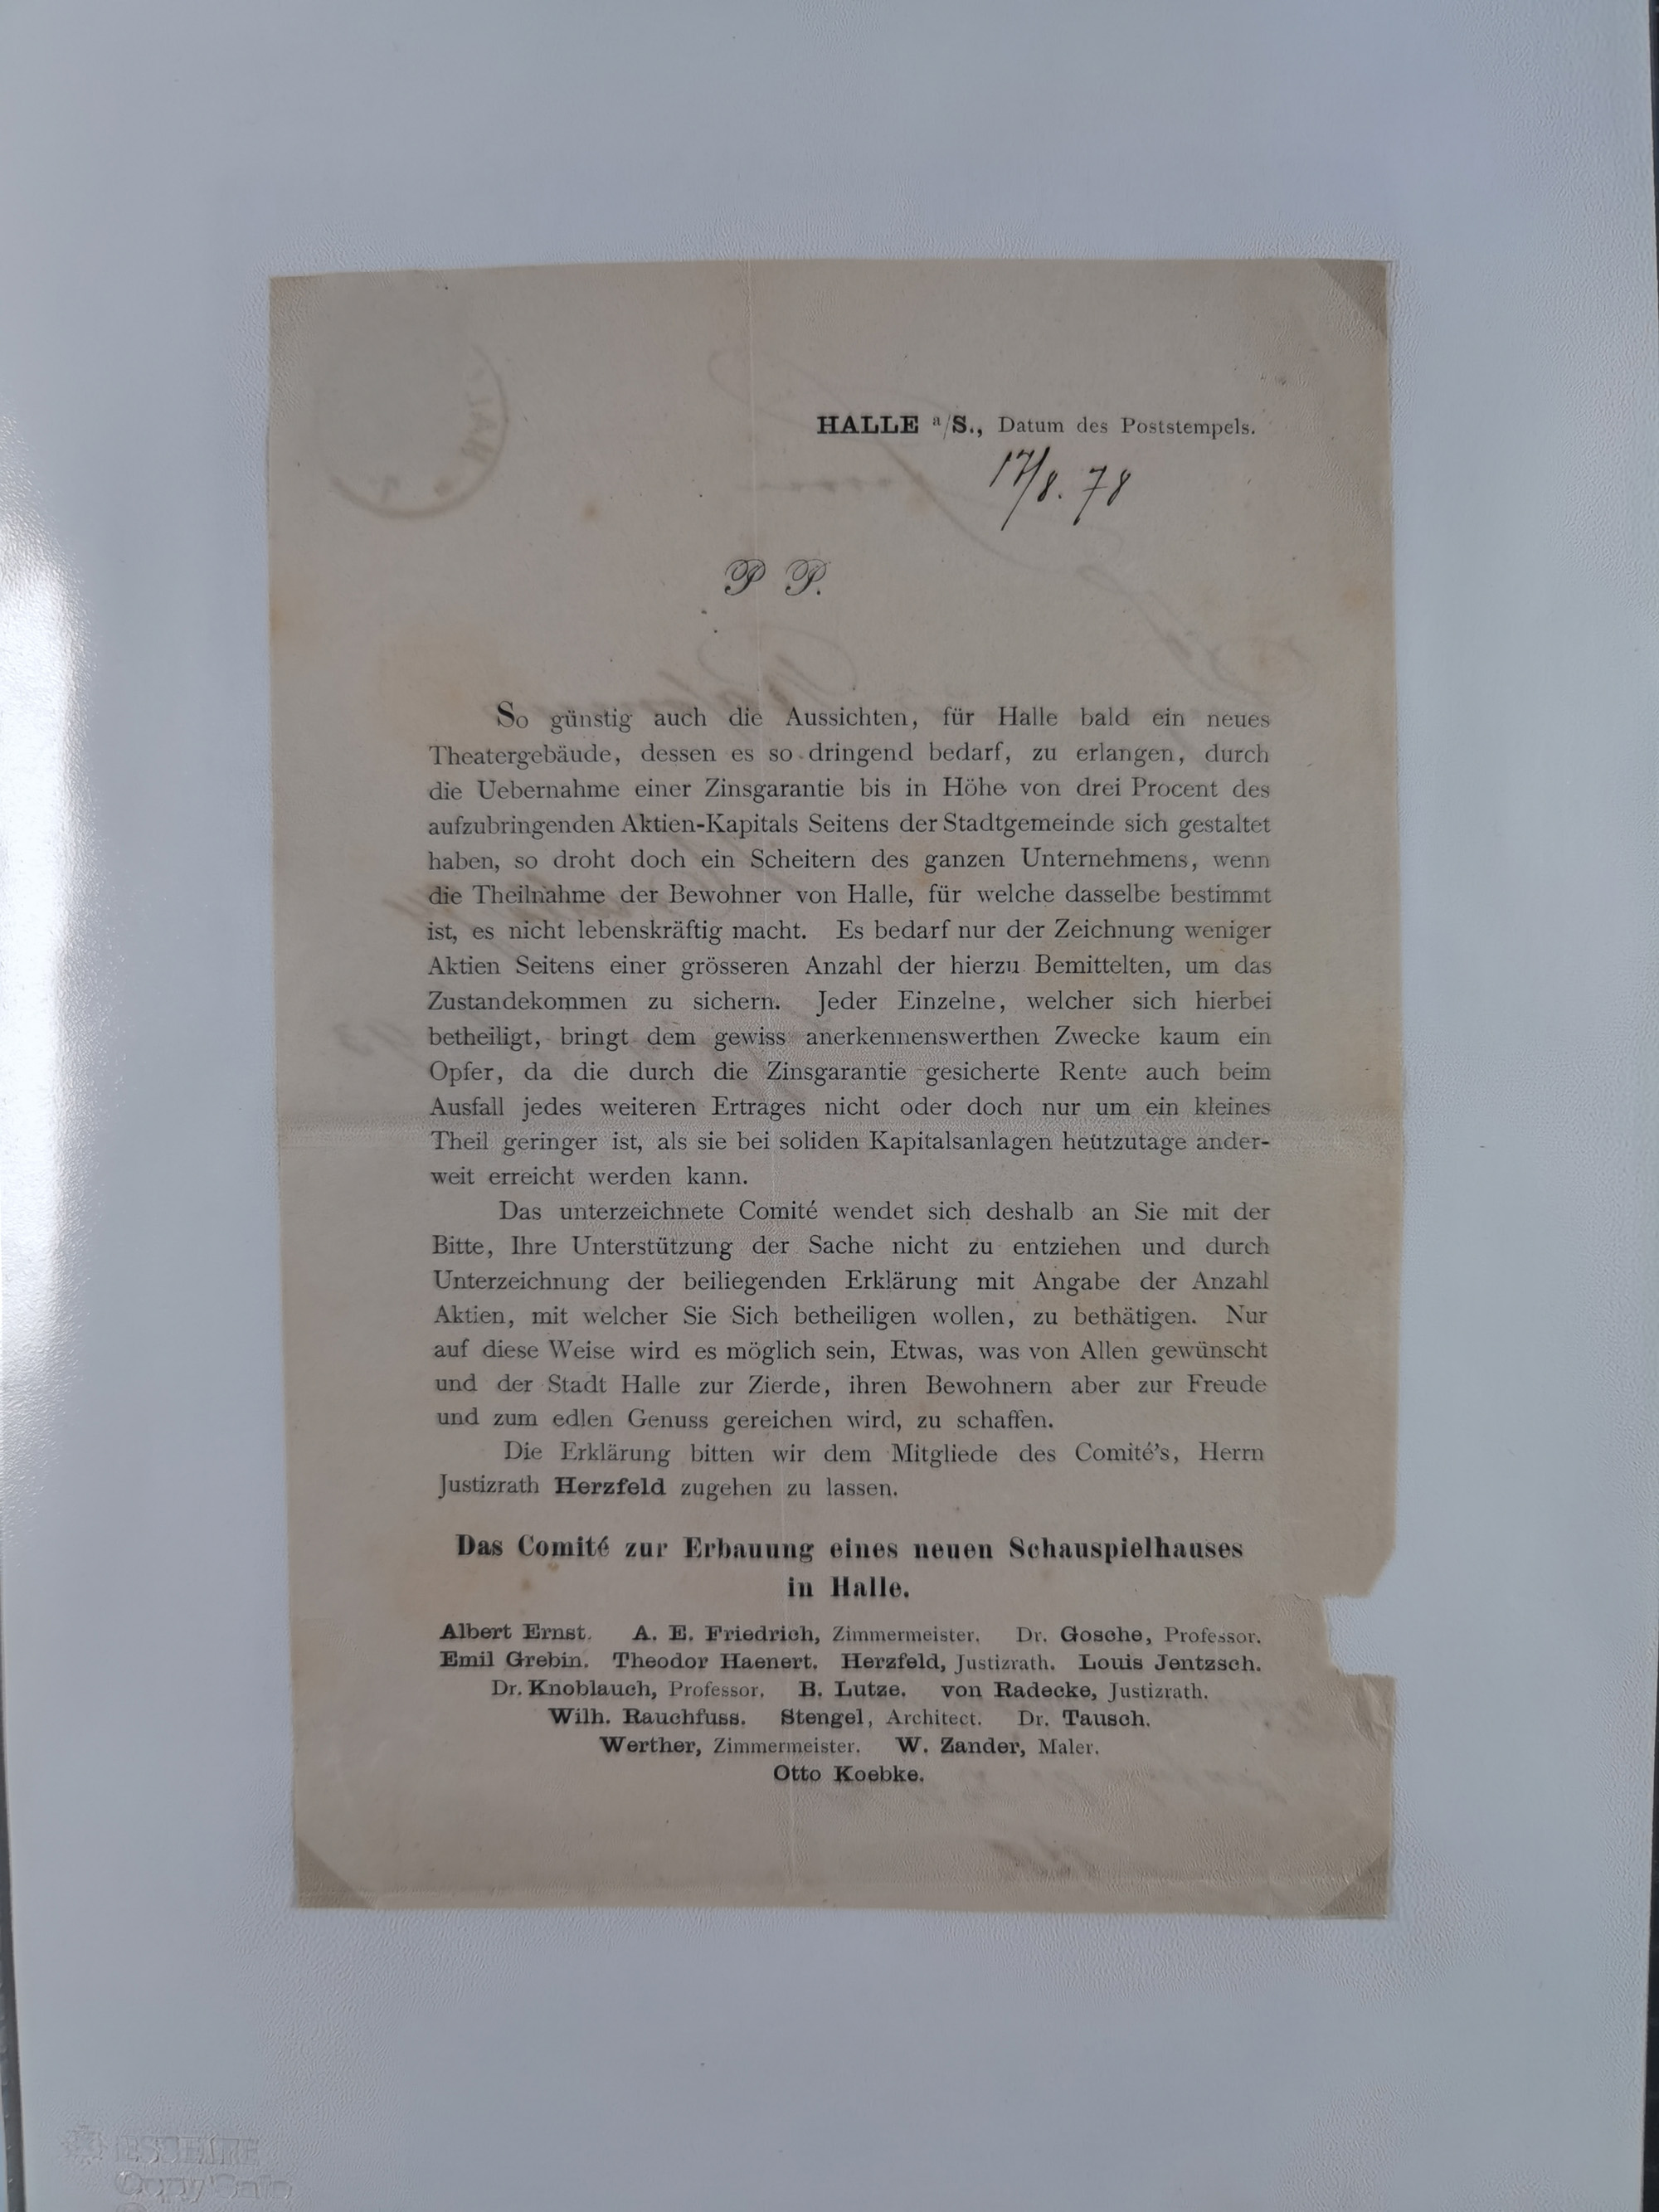 HALLE a/S., Datum des Poststempels.
17/8. 78
P P.
So günstig auch die Aussichten, für Halle bald ein neues
Theatergebäude, dessen es so dringend bedarf, zu erlangen, durch
die Uebernahme einer Zinsgarantie bis in Höhe von drei Procent des
aufzubringenden Aktien-Kapitals Seitens der Stadtgemeinde sich gestaltet
haben, so droht doch ein Scheitern des ganzen Unternehmens, wenn
die Theilnahme der Bewohner von Halle, für welche dasselbe bestimmt
ist, es nicht lebenskräftig macht. Es bedarf nur der Zeichnung weniger
Aktien Seitens einer grösseren Anzahl der hierzu Bemittelten, um das
Zustandekommen zu sichern. Jeder Einzelne, welcher sich hierbei
betheiligt, bringt dem gewiss anerkennenswerthen Zwecke kaum ein
Opfer, da die durch die Zinsgarantie gesicherte Rente auch beim
Ausfall jedes weiteren Ertrages nicht oder doch nur um ein kleines
Theil geringer ist, als sie bei soliden Kapitalsanlagen heutzutage ander-
weit erreicht werden kann.
Das unterzeichnete Comité wendet sich deshalb an Sie mit der
Bitte, Ihre Unterstützung der Sache nicht zu entziehen und durch
Unterzeichnung der beiliegenden Erklärung mit Angabe der Anzahl
Aktien, mit welcher Sie Sich betheiligen wollen, zu bethätigen. Nur
auf diese Weise wird es möglich sein, Etwas, was von Allen gewünscht
und der Stadt Halle zur Zierde, ihren Bewohnern aber zur Freude
und zum edlen Genuss gereichen wird, zu schaffen.
Die Erklärung bitten wir dem Mitgliede des Comité's, Herrn
Justizrath Herzfeld zugehen zu lassen.
Das Comité zur Erbauung eines neuen Schauspielhauses
in Halle.
Albert Ernst. A. E. Friedrich, Zimmermeister. Dr. Gosche, Professor.
Emil Grebin. Theodor Haenert. Herzfeld, Justizrath. Louis Jentzsch.
Dr. Knoblauch, Professor. B. Lutze. von Radecke, Justizrath.
Wilh. Rauchfuss. Stengel, Architect. Dr. Tausch.
Werther, Zimmermeister. W. Zander, Maler.
Otto Koebke.
Copy Safe